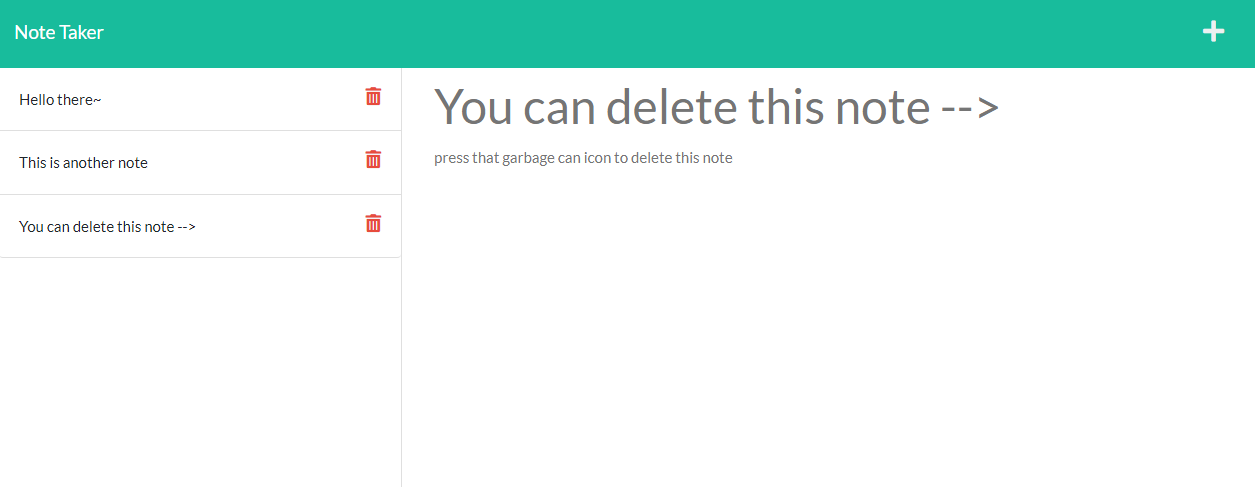 Note Taker
Hello there~
This is another note
You can delete this note -->
You can delete this note -->
press that garbage can icon to delete this note